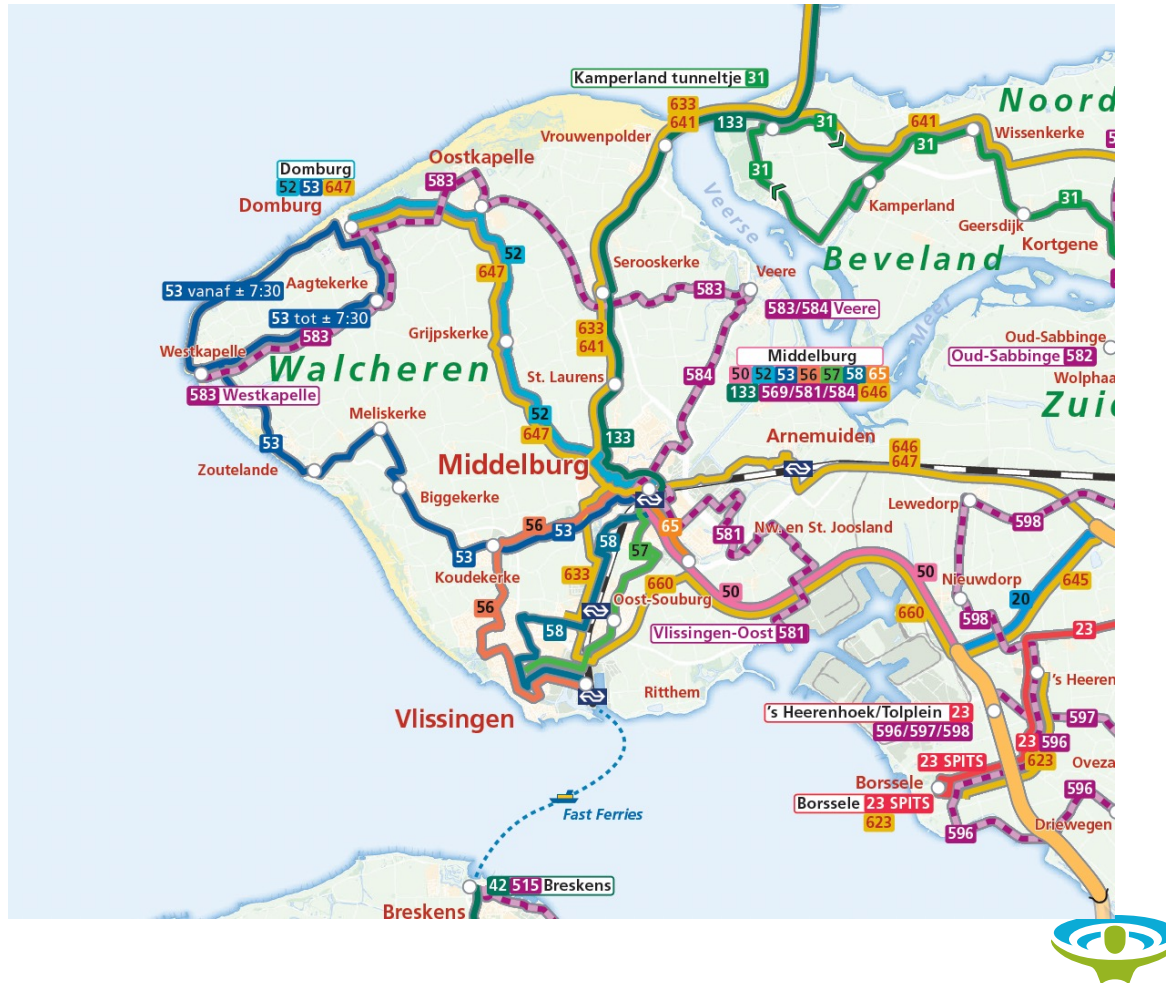 Kamperland tunneltje 31
Noord
633
641
133
31
641
31
Wissenkerke
Vrouwenpolder
Oostkapelle
583
Domburg
52 53 647
Domburg
31
Kamperland
31
Geersdijk
Kortgene
Veerse
Meer
Beveland
52
647
Serooskerke
Veere
583
583/584 Veere
53 vanaf ± 7:30
Aagtekerke
53 tot ± 7:30
583
Grijpskerke
633
641
Westkapelle
Walcheren
583 Westkapelle
St. Laurens
584
Middelburg
50 52 53 56 57 58 65
133 569/581/584 646
Oud-Sabbinge
Oud-Sabbinge 582
Wolphaa
Zuid
Meliskerke
52
647
133
53
Zoutelande
Middelburg
Arnemuiden
646
647
Biggekerke
Lewedorp
598
56
53
53
58
65
581
Nw. en St. Joosland
57
Koudekerke
633
660
50
50
Nieuwdorp
645
20
56
Oost-Souburg
660
598
58
Vlissingen-Oost 581
23
's Heeren
Ritthem
Vlissingen
's Heerenhoek/Tolplein 23
596/597/598
597
23 596
623
23 SPITS
Oveza
Borssele
Borssele 23 SPITS
623
596
596
Driewegen
Fast Ferries
42 515 Breskens
Breskens